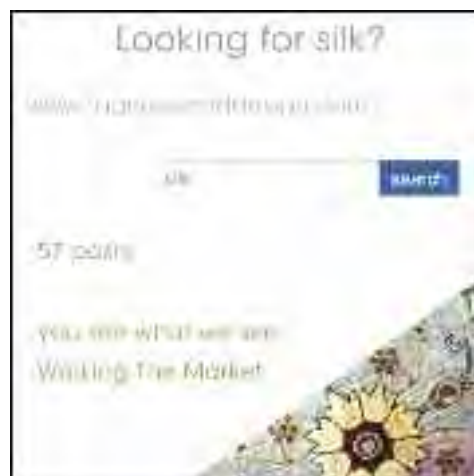 Looking for silk?
silk
search
57 pairs
you see what we see
Walking The Market